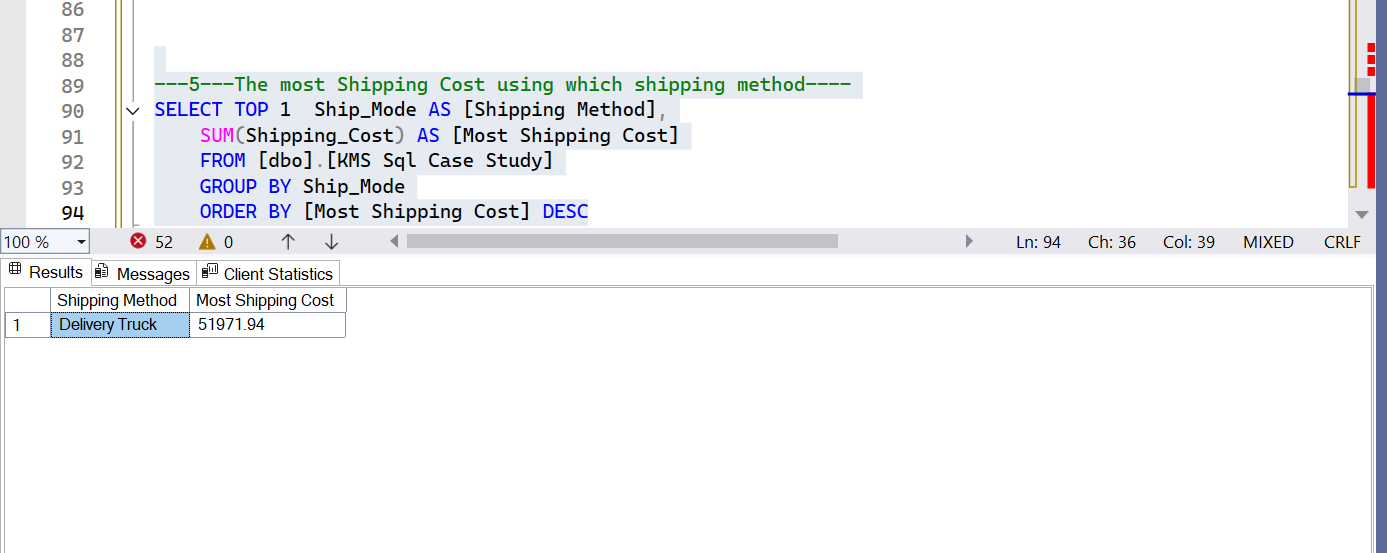 86
87
88
89 ---5---The most Shipping Cost using which shipping method----
90 SELECT TOP 1  Ship_Mode AS [Shipping Method],
91 SUM(Shipping_Cost) AS [Most Shipping Cost]
92 FROM [dbo].[KMS Sql Case Study]
93 GROUP BY Ship_Mode
94 ORDER BY [Most Shipping Cost] DESC
100 % 52 0 Ln: 94 Ch: 36 Col: 39 MIXED CRLF
Results Messages Client Statistics
Shipping Method Most Shipping Cost
1 Delivery Truck 51971.94